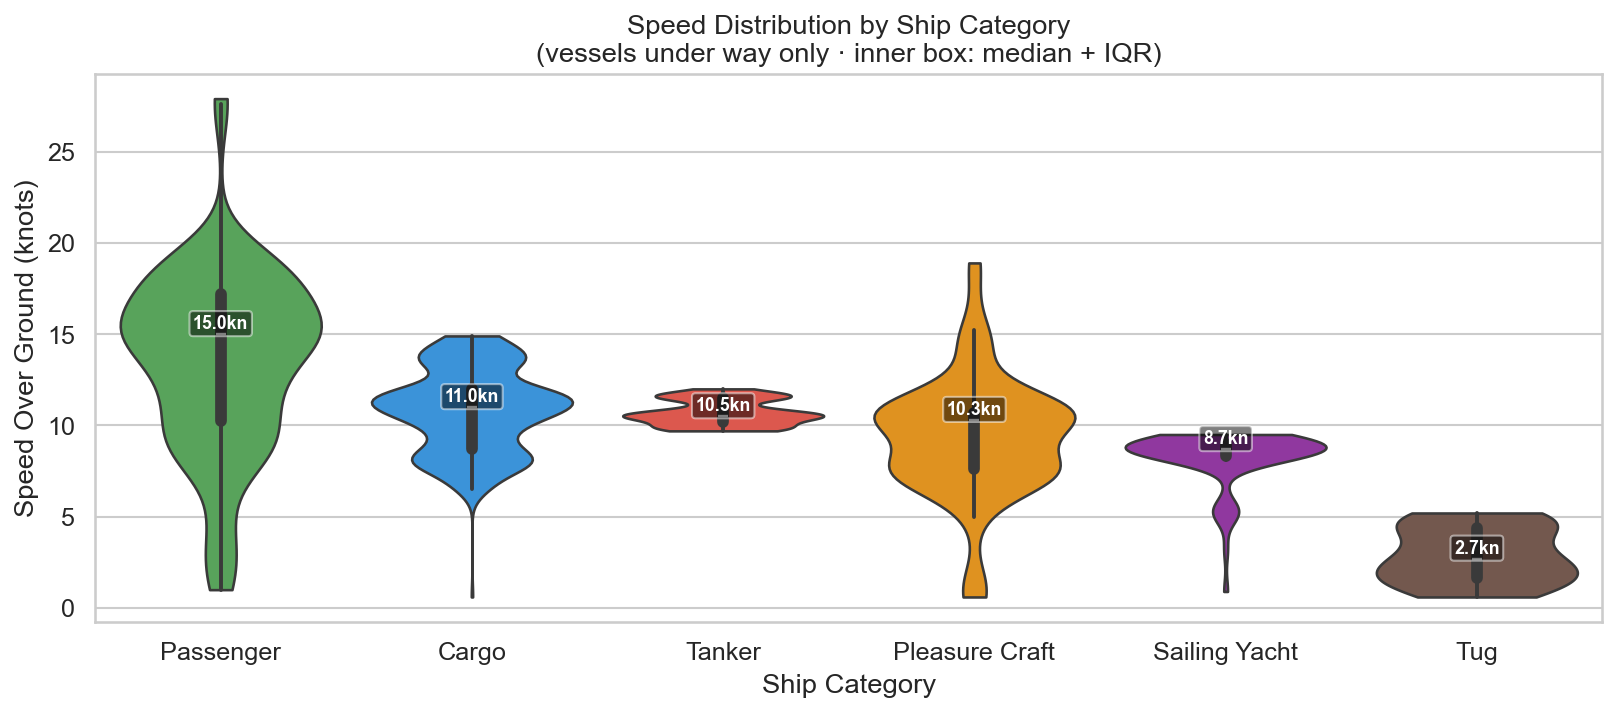 Speed Distribution by Ship Category
(vessels under way only · inner box: median + IQR)
Speed Over Ground (knots)
25
20
15
10
5
0
15.0kn
11.0kn
10.5kn
10.3kn
8.7kn
2.7kn
Passenger
Cargo
Tanker
Pleasure Craft
Sailing Yacht
Tug
Ship Category